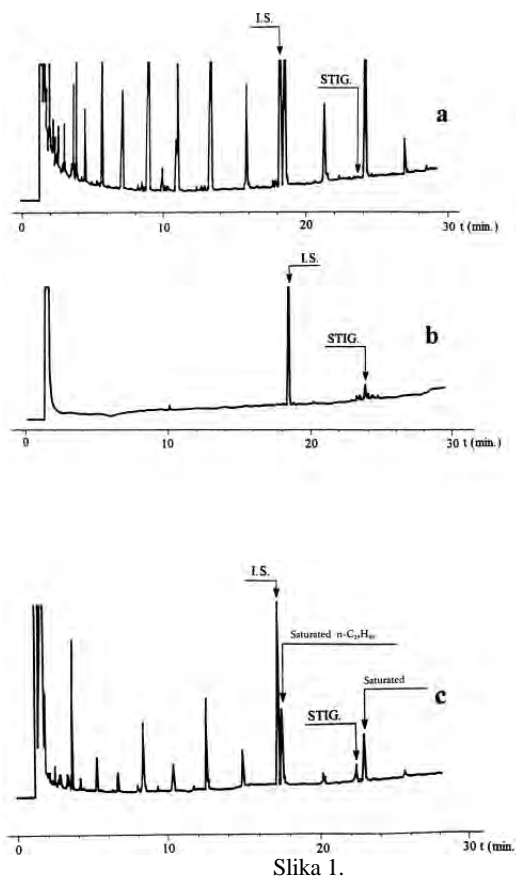 I.S.
STIG.
a
0 10 20 30 t (min.)
I.S.
STIG.
b
0 10 20 30 t (min.)
I.S.
Saturated n-C₂₉H₆₀
Saturated
STIG.
c
0 10 20 30 t (min.
Slika 1.